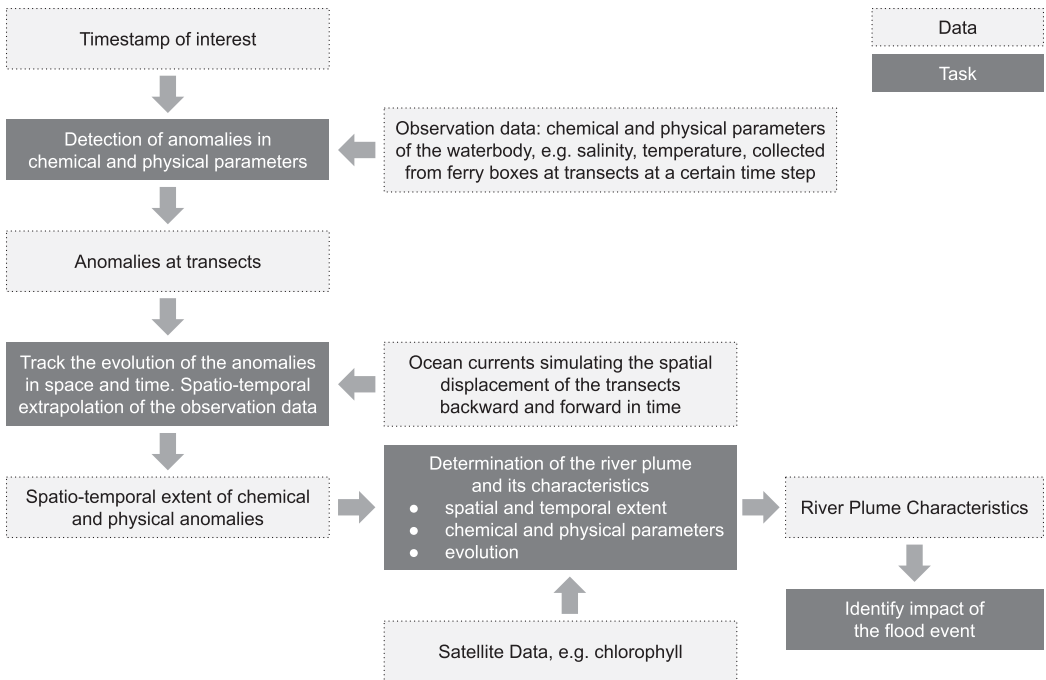 Timestamp of interest
Data
Task
Detection of anomalies in
chemical and physical parameters
Observation data: chemical and physical parameters
of the waterbody, e.g. salinity, temperature, collected
from ferry boxes at transects at a certain time step
Anomalies at transects
Track the evolution of the anomalies
in space and time. Spatio-temporal
extrapolation of the observation data
Ocean currents simulating the spatial
displacement of the transects
backward and forward in time
Spatio-temporal extent of chemical
and physical anomalies
Determination of the river plume
and its characteristics
● spatial and temporal extent
● chemical and physical parameters
● evolution
River Plume Characteristics
Identify impact of
the flood event
Satellite Data, e.g. chlorophyll